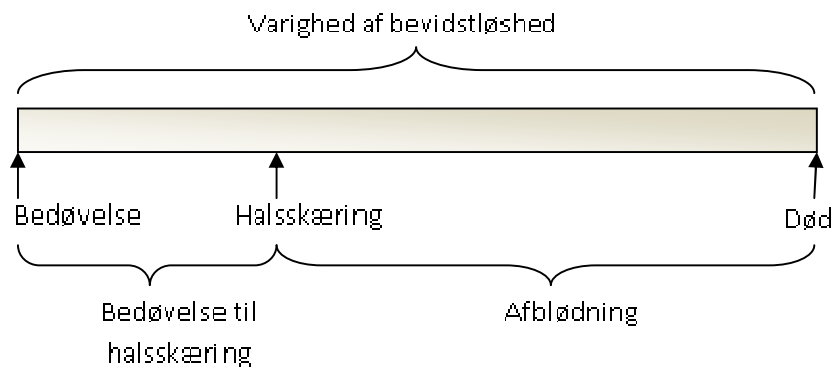 Varighed af bevidstløshed
Bedøvelse
Halsskæring
Død
Bedøvelse til
halsskæring
Afblødning